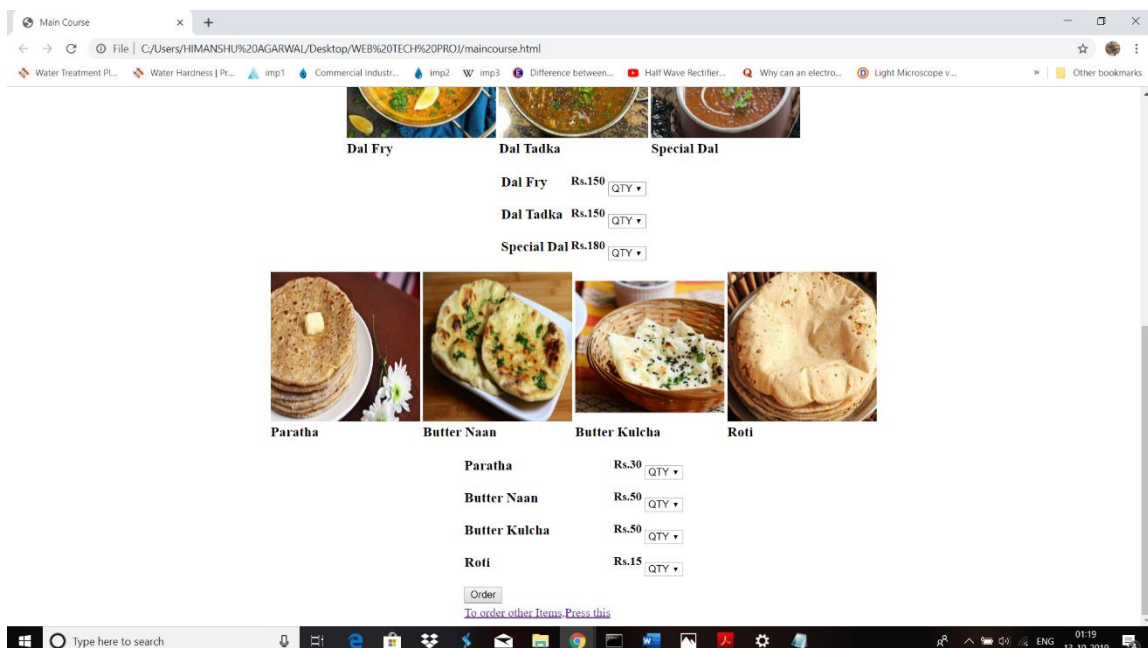 Main Course
File C:/Users/HIMANSHU%20AGARWAL/Desktop/WEB%20TECH%20PROJ/maincourse.html
Water Treatment Pl... Water Hardness | Pr... imp1 Commercial Industr... imp2 W imp3 Difference between... Half Wave Rectifier... Why can an electro... Light Microscope v... » Other bookmarks
Dal Fry Dal Tadka Special Dal
Dal Fry Rs.150 QTY
Dal Tadka Rs.150 QTY
Special Dal Rs.180 QTY
Paratha Butter Naan Butter Kulcha Roti
Paratha Rs.30 QTY
Butter Naan Rs.50 QTY
Butter Kulcha Rs.50 QTY
Roti Rs.15 QTY
Order
To order other Items,Press this
Type here to search ENG 01:19
13-10-2019